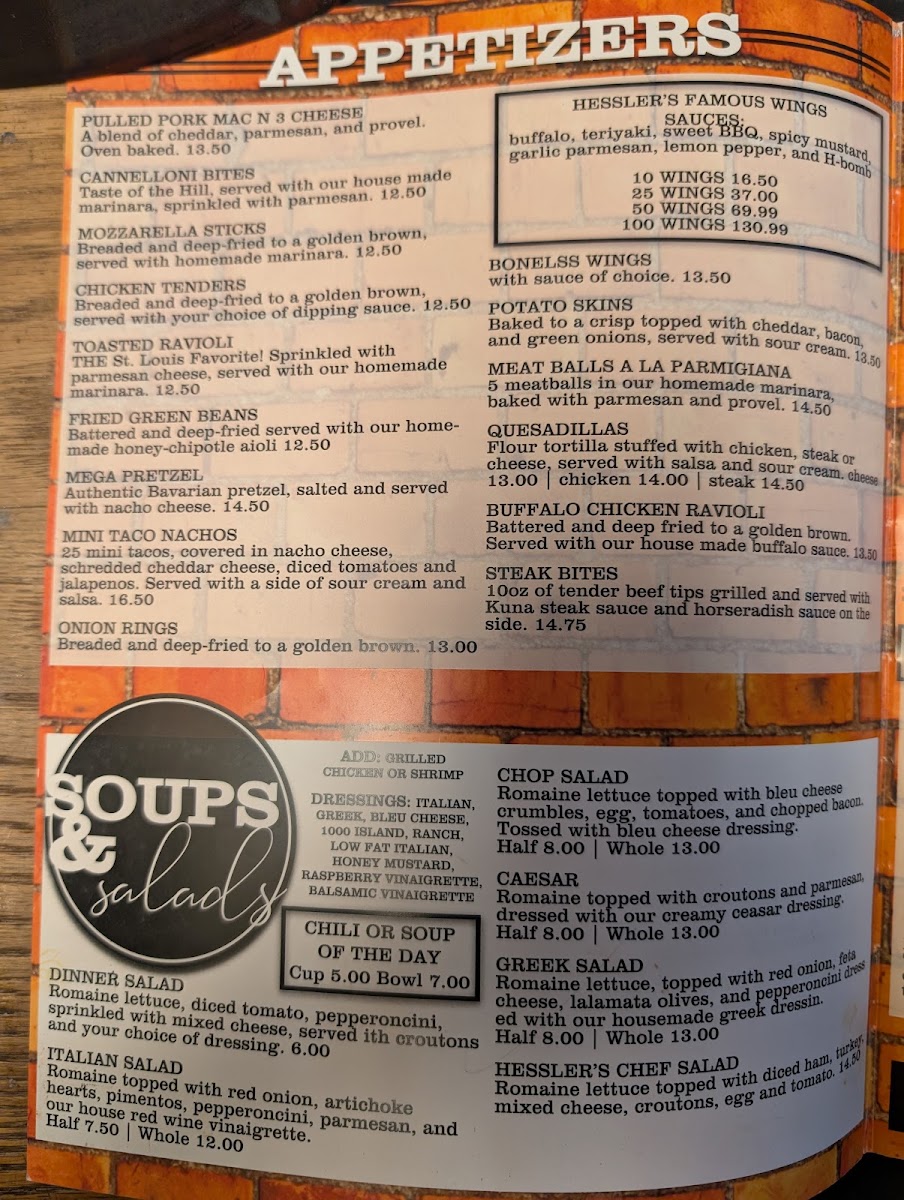 APPETIZERS
PULLED PORK MAC N 3 CHEESE
A blend of cheddar, parmesan, and provel.
Oven baked. 13.50
CANNELLONI BITES
Taste of the Hill, served with our house made
marinara, sprinkled with parmesan. 12.50
MOZZARELLA STICKS
Breaded and deep-fried to a golden brown,
served with homemade marinara. 12.50
CHICKEN TENDERS
Breaded and deep-fried to a golden brown,
served with your choice of dipping sauce. 12.50
TOASTED RAVIOLI
THE St. Louis Favorite! Sprinkled with
parmesan cheese, served with our homemade
marinara. 12.50
FRIED GREEN BEANS
Battered and deep-fried served with our home-
made honey-chipotle aioli 12.50
MEGA PRETZEL
Authentic Bavarian pretzel, salted and served
with nacho cheese. 14.50
MINI TACO NACHOS
25 mini tacos, covered in nacho cheese,
schredded cheddar cheese, diced tomatoes and
jalapenos. Served with a side of sour cream and
salsa. 16.50
ONION RINGS
Breaded and deep-fried to a golden brown. 13.00
HESSLER'S FAMOUS WINGS
SAUCES:
buffalo, teriyaki, sweet BBQ, spicy mustard,
garlic parmesan, lemon pepper, and H-bomb
10 WINGS 16.50
25 WINGS 37.00
50 WINGS 69.99
100 WINGS 130.99
BONELSS WINGS
with sauce of choice. 13.50
POTATO SKINS
Baked to a crisp topped with cheddar, bacon,
and green onions, served with sour cream. 13.50
MEAT BALLS A LA PARMIGIANA
5 meatballs in our homemade marinara,
baked with parmesan and provel. 14.50
QUESADILLAS
Flour tortilla stuffed with chicken, steak or
cheese, served with salsa and sour cream. cheese
13.00 | chicken 14.00 | steak 14.50
BUFFALO CHICKEN RAVIOLI
Battered and deep fried to a golden brown.
Served with our house made buffalo sauce. 13.50
STEAK BITES
10oz of tender beef tips grilled and served with
Kuna steak sauce and horseradish sauce on the
side. 14.75
SOUPS
&
salads
ADD: GRILLED
CHICKEN OR SHRIMP
DRESSINGS: ITALIAN,
GREEK, BLEU CHEESE,
1000 ISLAND, RANCH,
LOW FAT ITALIAN,
HONEY MUSTARD,
RASPBERRY VINAIGRETTE,
BALSAMIC VINAIGRETTE
CHILI OR SOUP
OF THE DAY
Cup 5.00 Bowl 7.00
DINNER SALAD
Romaine lettuce, diced tomato, pepperoncini,
sprinkled with mixed cheese, served ith croutons
and your choice of dressing. 6.00
ITALIAN SALAD
Romaine topped with red onion, artichoke
hearts, pimentos, pepperoncini, parmesan, and
our house red wine vinaigrette.
Half 7.50 | Whole 12.00
CHOP SALAD
Romaine lettuce topped with bleu cheese
crumbles, egg, tomatoes, and chopped bacon.
Tossed with bleu cheese dressing.
Half 8.00 | Whole 13.00
CAESAR
Romaine topped with croutons and parmesan,
dressed with our creamy ceasar dressing.
Half 8.00 | Whole 13.00
GREEK SALAD
Romaine lettuce, topped with red onion, feta
cheese, lalamata olives, and pepperoncini dress
ed with our housemade greek dressin.
Half 8.00 | Whole 13.00
HESSLER'S CHEF SALAD
Romaine lettuce topped with diced ham, turkey,
mixed cheese, croutons, egg and tomato. 14.50